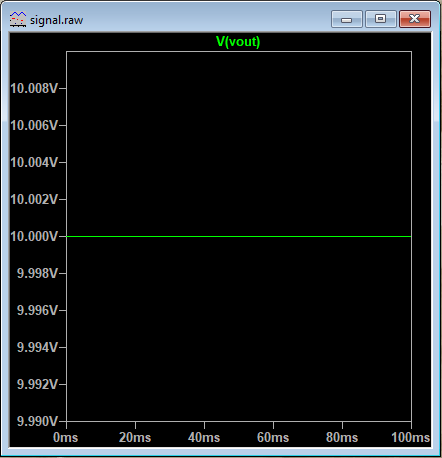 signal.raw
V(vout)
10.008V
10.006V
10.004V
10.002V
10.000V
9.998V
9.996V
9.994V
9.992V
9.990V
0ms 20ms 40ms 60ms 80ms 100ms